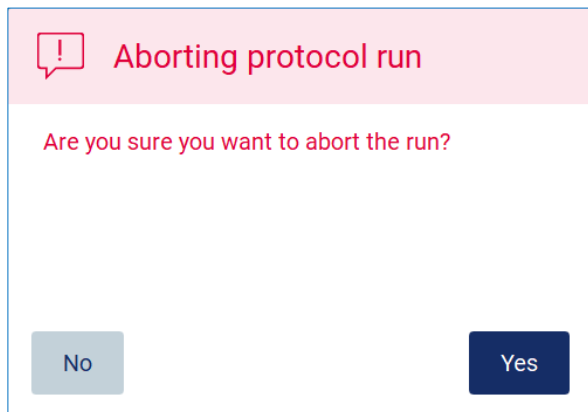 Aborting protocol run
Are you sure you want to abort the run?
No
Yes